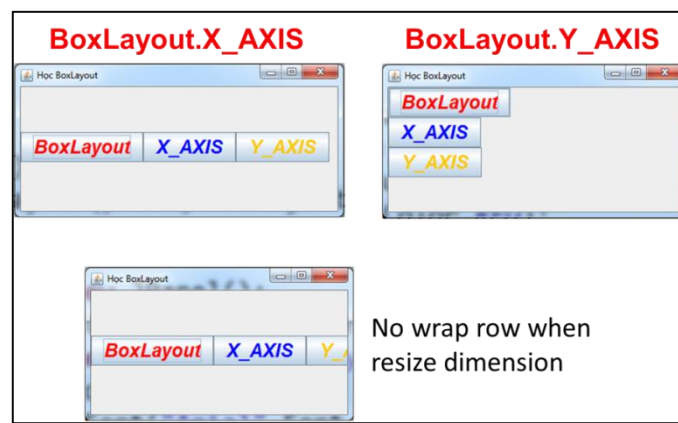 BoxLayout.X_AXIS
BoxLayout.Y_AXIS
Học BoxLayout
BoxLayout X_AXIS Y_AXIS
Học BoxLayout
BoxLayout
X_AXIS
Y_AXIS
Học BoxLayout
BoxLayout X_AXIS Y_
No wrap row when
resize dimension